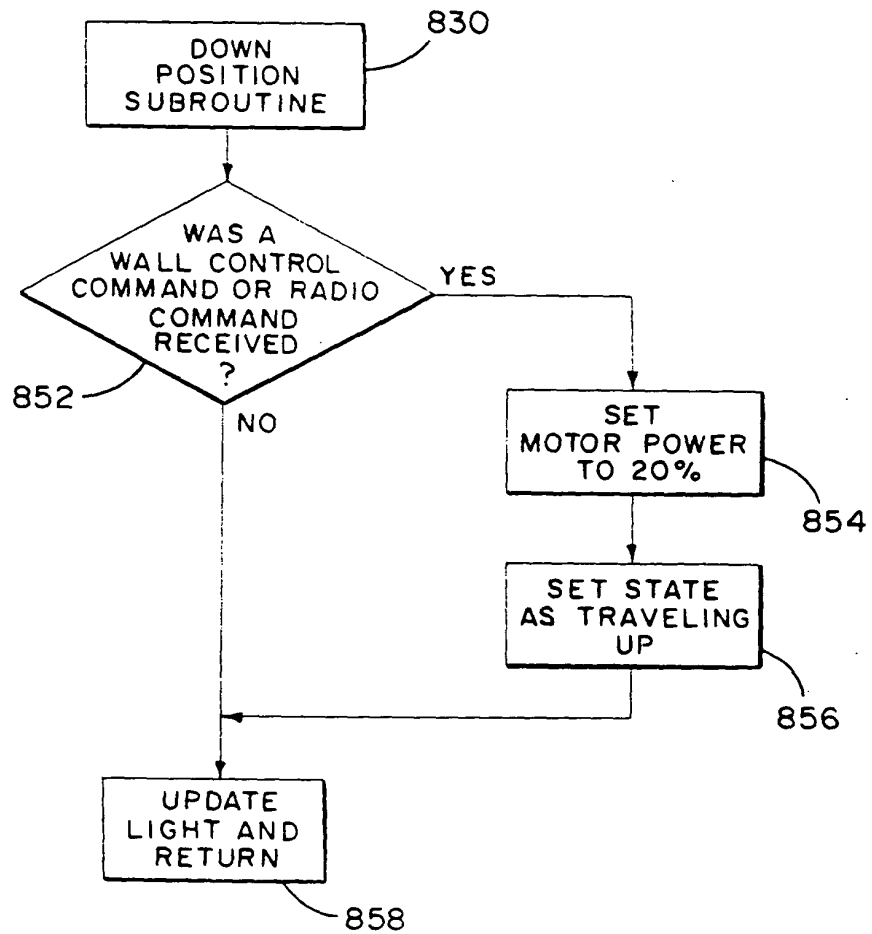 830
DOWN
POSITION
SUBROUTINE
WAS A
WALL CONTROL
COMMAND OR RADIO
COMMAND
RECEIVED
?
YES
852
NO
SET
MOTOR POWER
TO 20%
854
SET STATE
AS TRAVELING
UP
856
UPDATE
LIGHT AND
RETURN
858